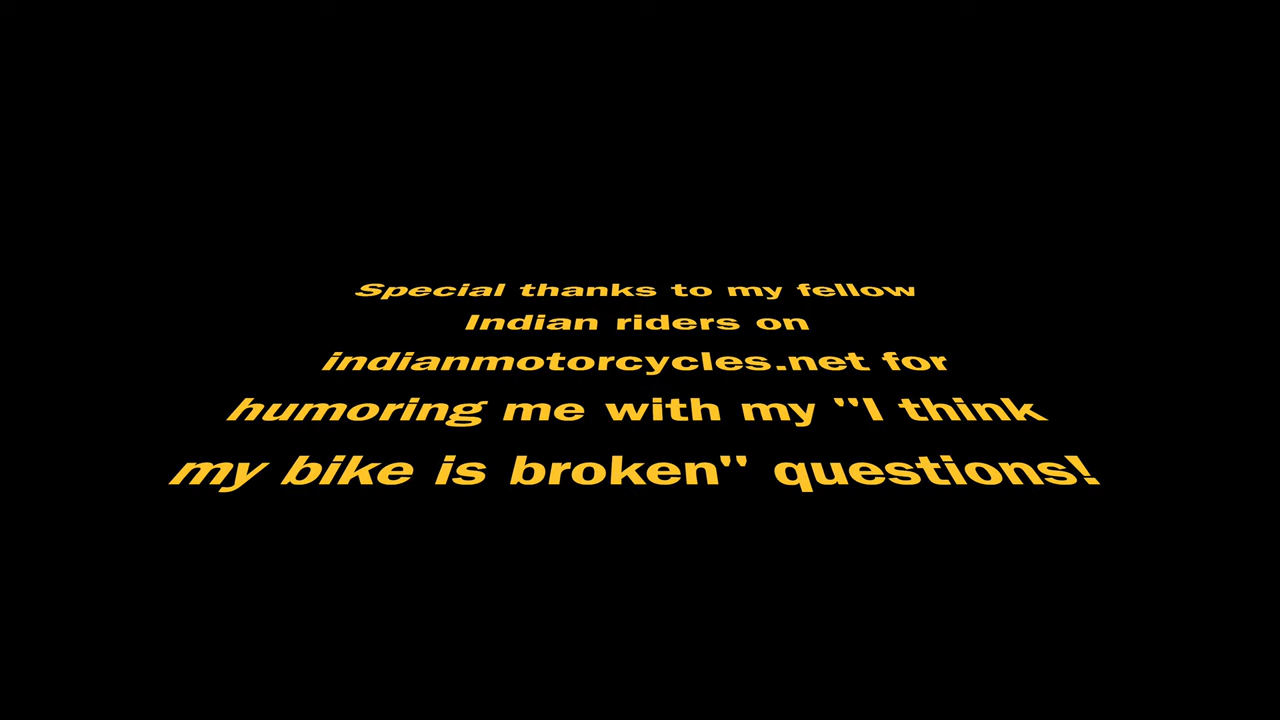 Special thanks to my fellow
Indian riders on
indianmotorcycles.net for
humoring me with my "I think
my bike is broken" questions!